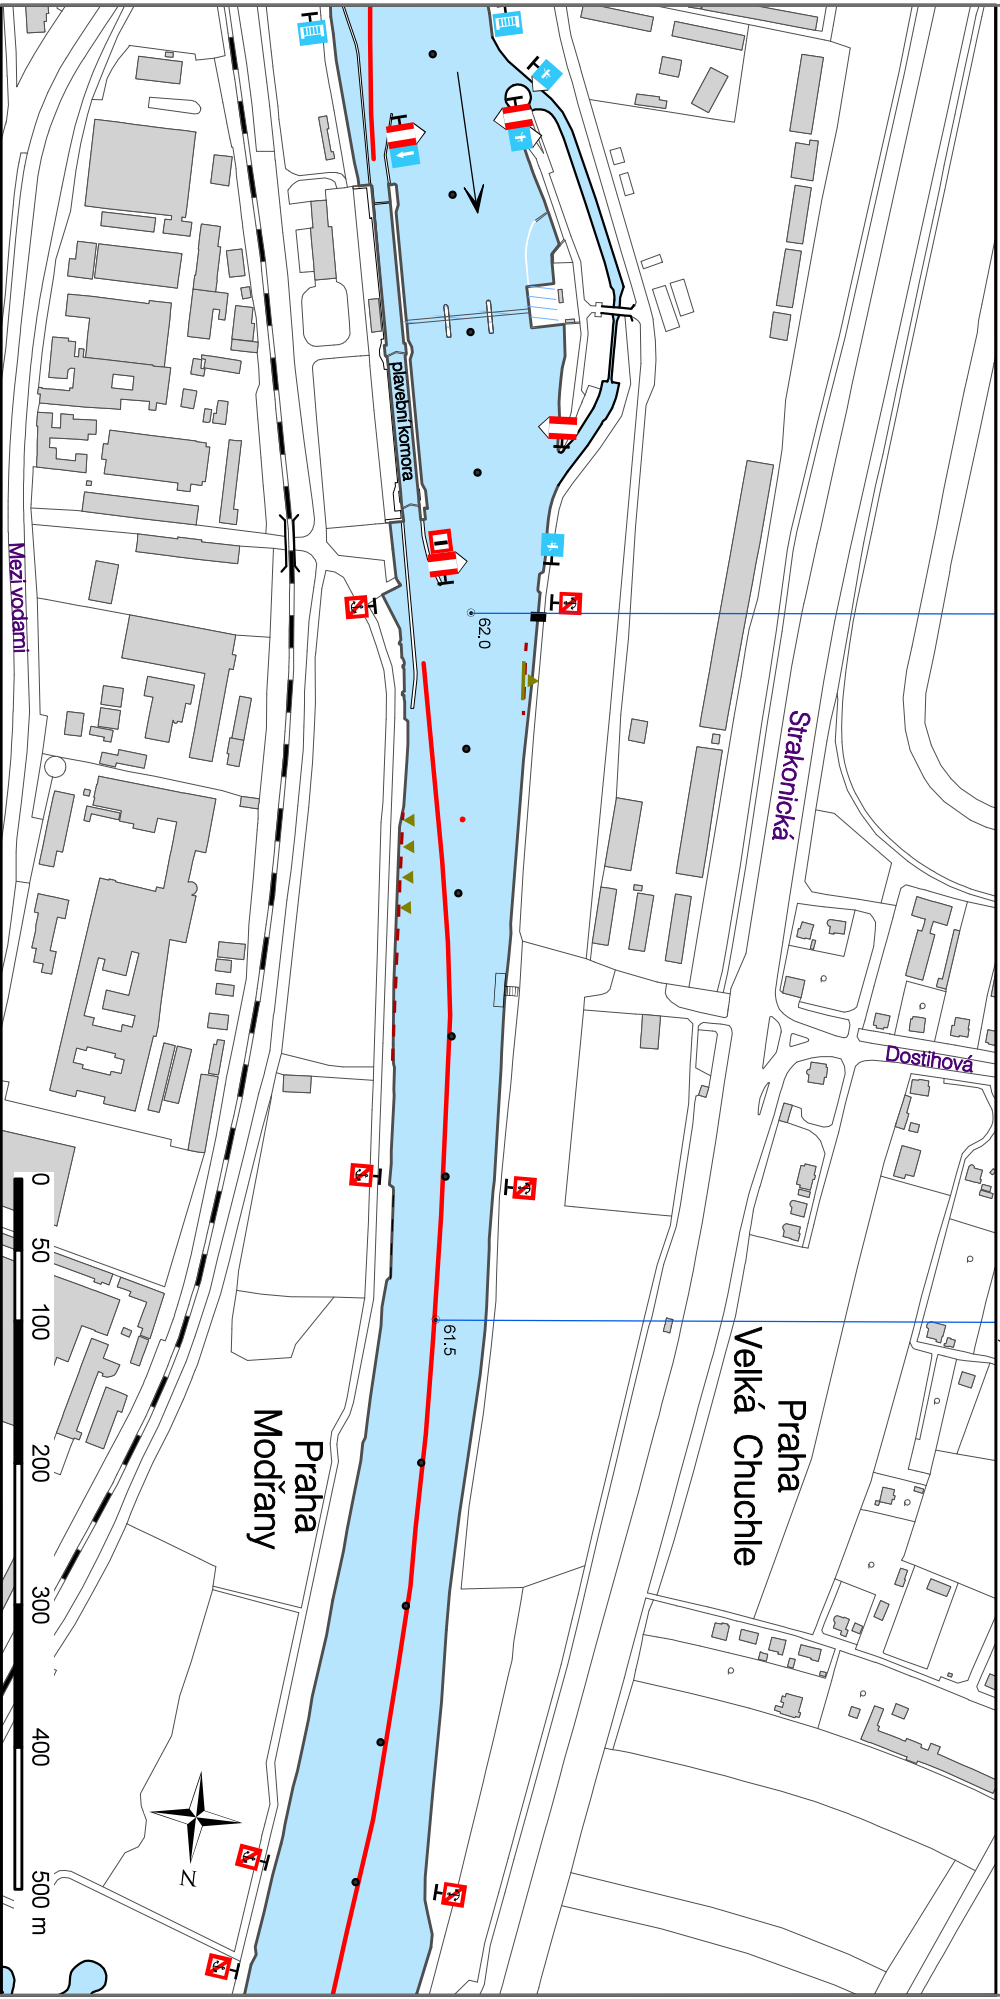 plavební komora
Mezi vodami
62.0
Strakonická
Dostihová
61.5
Praha
Velká Chuchle
Praha
Modřany
0
50
100
200
300
400
500 m
N